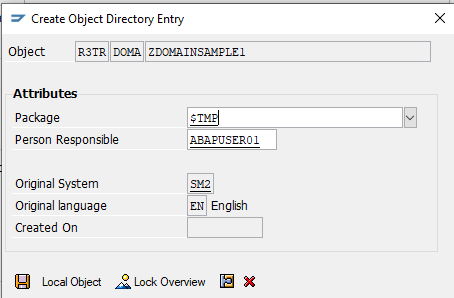 Create Object Directory Entry
Object R3TR DOMA ZDOMAINSAMPLE1
Attributes
Package $TMP
Person Responsible ABAPUSER01
Original System SM2
Original language EN English
Created On
Local Object Lock Overview